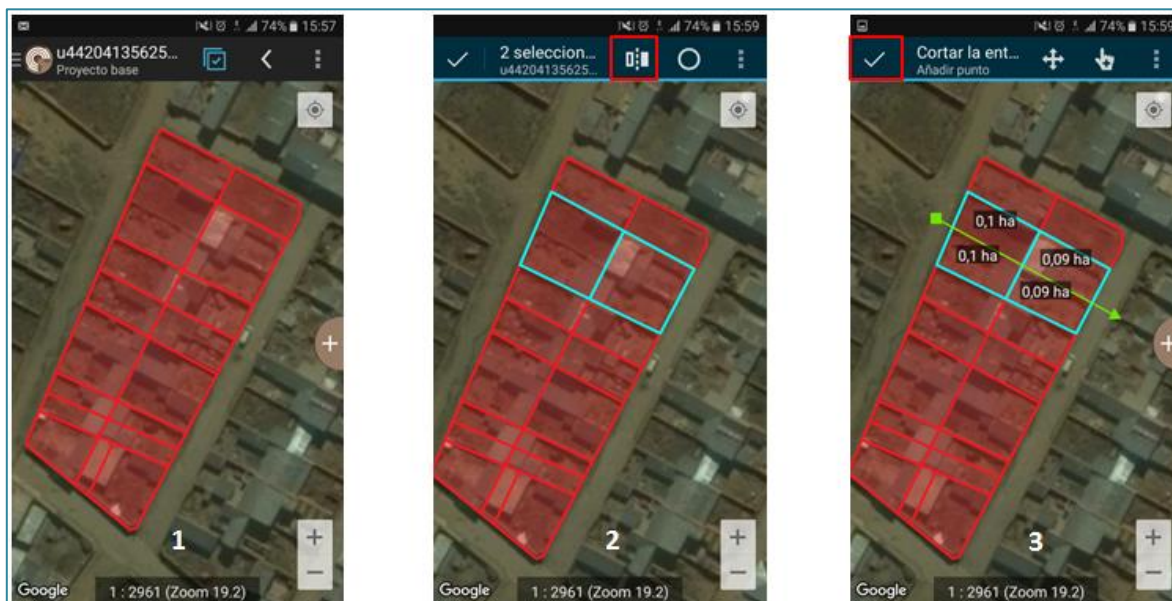 74% 15:57
u44204135625...
Proyecto base
+
+
1
−
Google
1 : 2961 (Zoom 19.2)
74% 15:59
2 seleccion...
u44204135625...
+
2
−
Google
1 : 2961 (Zoom 19.2)
74% 15:59
Cortar la ent...
Añadir punto
0,1 ha
0,1 ha
0,09 ha
0,09 ha
+
+
3
−
Google
1 : 2961 (Zoom 19.2)